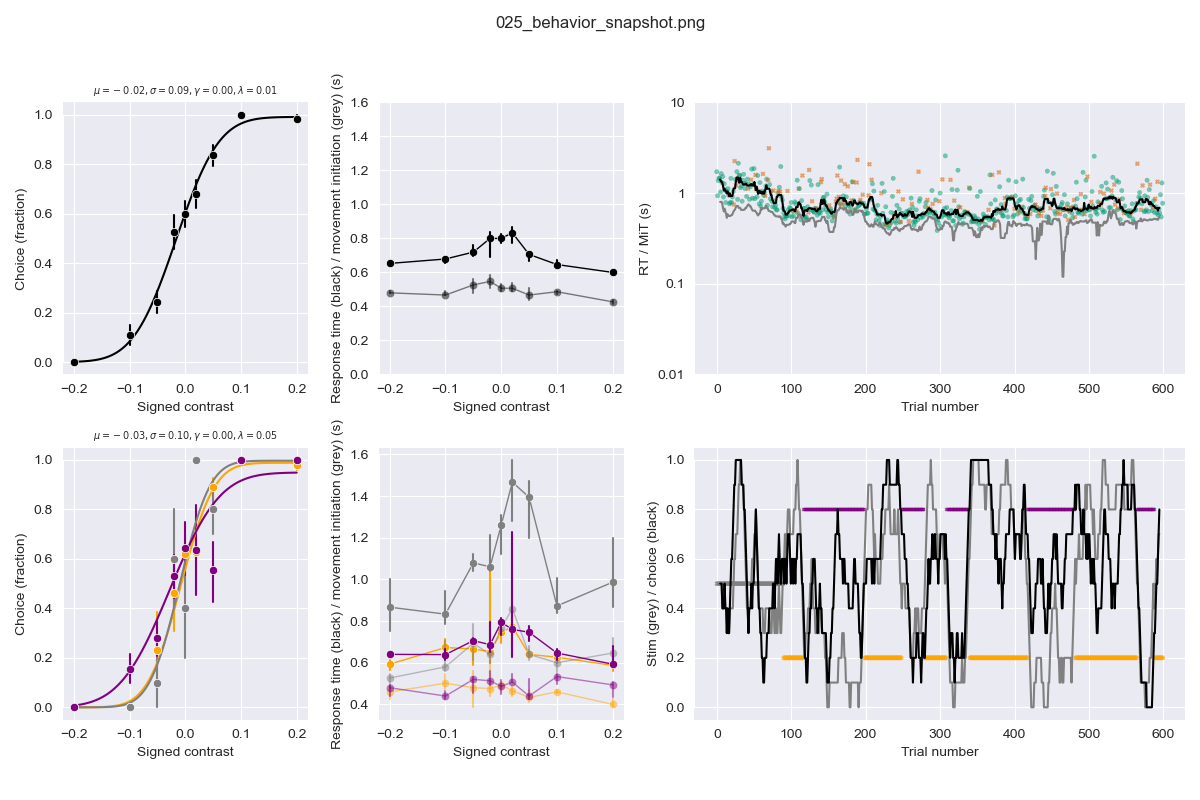 025_behavior_snapshot.png
μ = − 0.02, σ = 0.09, γ = 0.00, λ = 0.01
Choice (fraction)
1.0
0.8
0.6
0.4
0.2
0.0
−0.2 −0.1 0.0 0.1 0.2
Signed contrast
Response time (black) / movement initiation (grey) (s)
1.6
1.4
1.2
1.0
0.8
0.6
0.4
0.2
0.0
−0.2 −0.1 0.0 0.1 0.2
Signed contrast
RT / MiT (s)
10
1
0.1
0.01
0 100 200 300 400 500 600
Trial number
μ = − 0.03, σ = 0.10, γ = 0.00, λ = 0.05
Choice (fraction)
1.0
0.8
0.6
0.4
0.2
0.0
−0.2 −0.1 0.0 0.1 0.2
Signed contrast
Response time (black) / movement initiation (grey) (s)
1.6
1.4
1.2
1.0
0.8
0.6
0.4
−0.2 −0.1 0.0 0.1 0.2
Signed contrast
Stim (grey) / choice (black)
1.0
0.8
0.6
0.4
0.2
0.0
0 100 200 300 400 500 600
Trial number